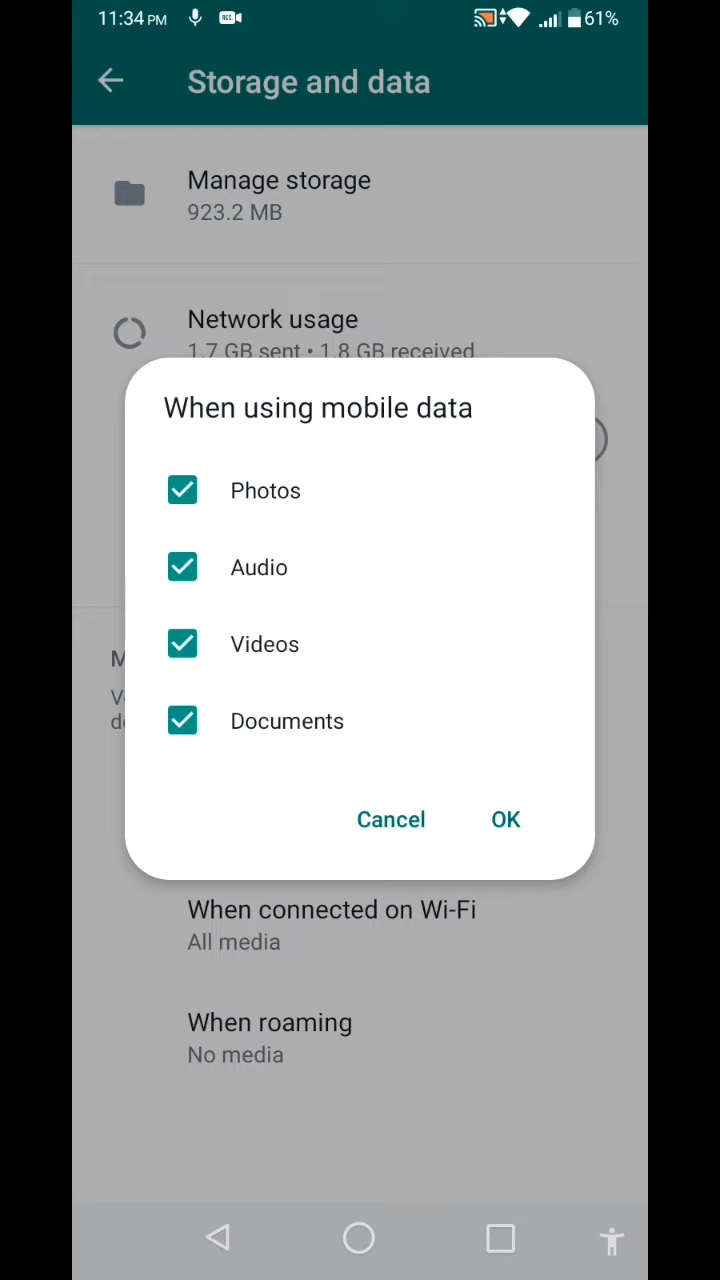 11:34 PM REC 61%
Storage and data
Manage storage
923.2 MB
Network usage
1.7 GB sent • 1.8 GB received
When using mobile data
Photos
Audio
Videos
Documents
Cancel OK
When connected on Wi-Fi
All media
When roaming
No media